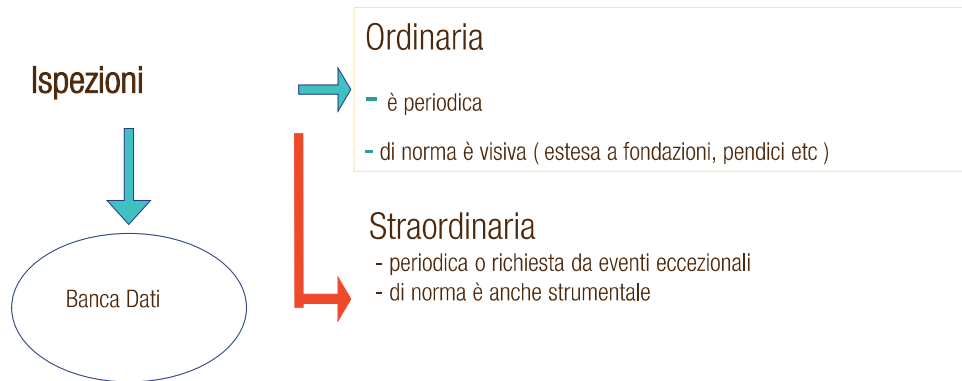 Ispezioni
Ordinaria
- è periodica
- di norma è visiva ( estesa a fondazioni, pendici etc )
Straordinaria
- periodica o richiesta da eventi eccezionali
- di norma è anche strumentale
Banca Dati